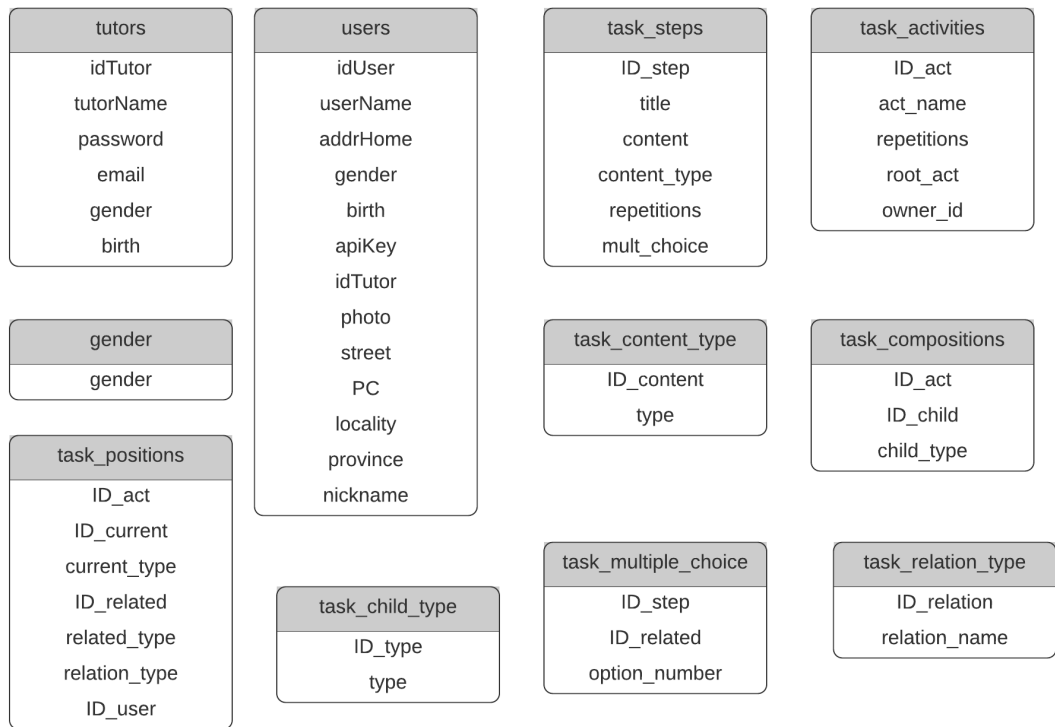 tutors
idTutor
tutorName
password
email
gender
birth
users
idUser
userName
addrHome
gender
birth
apiKey
idTutor
photo
street
PC
locality
province
nickname
task_steps
ID_step
title
content
content_type
repetitions
mult_choice
task_activities
ID_act
act_name
repetitions
root_act
owner_id
gender
gender
task_content_type
ID_content
type
task_compositions
ID_act
ID_child
child_type
task_positions
ID_act
ID_current
current_type
ID_related
related_type
relation_type
ID_user
task_child_type
ID_type
type
task_multiple_choice
ID_step
ID_related
option_number
task_relation_type
ID_relation
relation_name